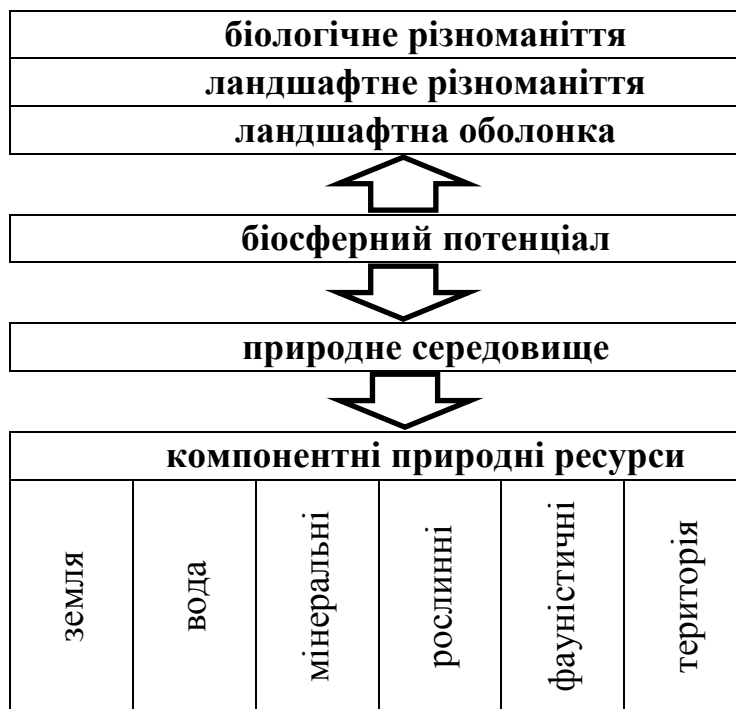 біологічне різноманіття
ландшафтне різноманіття
ландшафтна оболонка
біосферний потенціал
природне середовище
компонентні природні ресурси
земля
вода
мінеральні
рослинні
фауністичні
територія